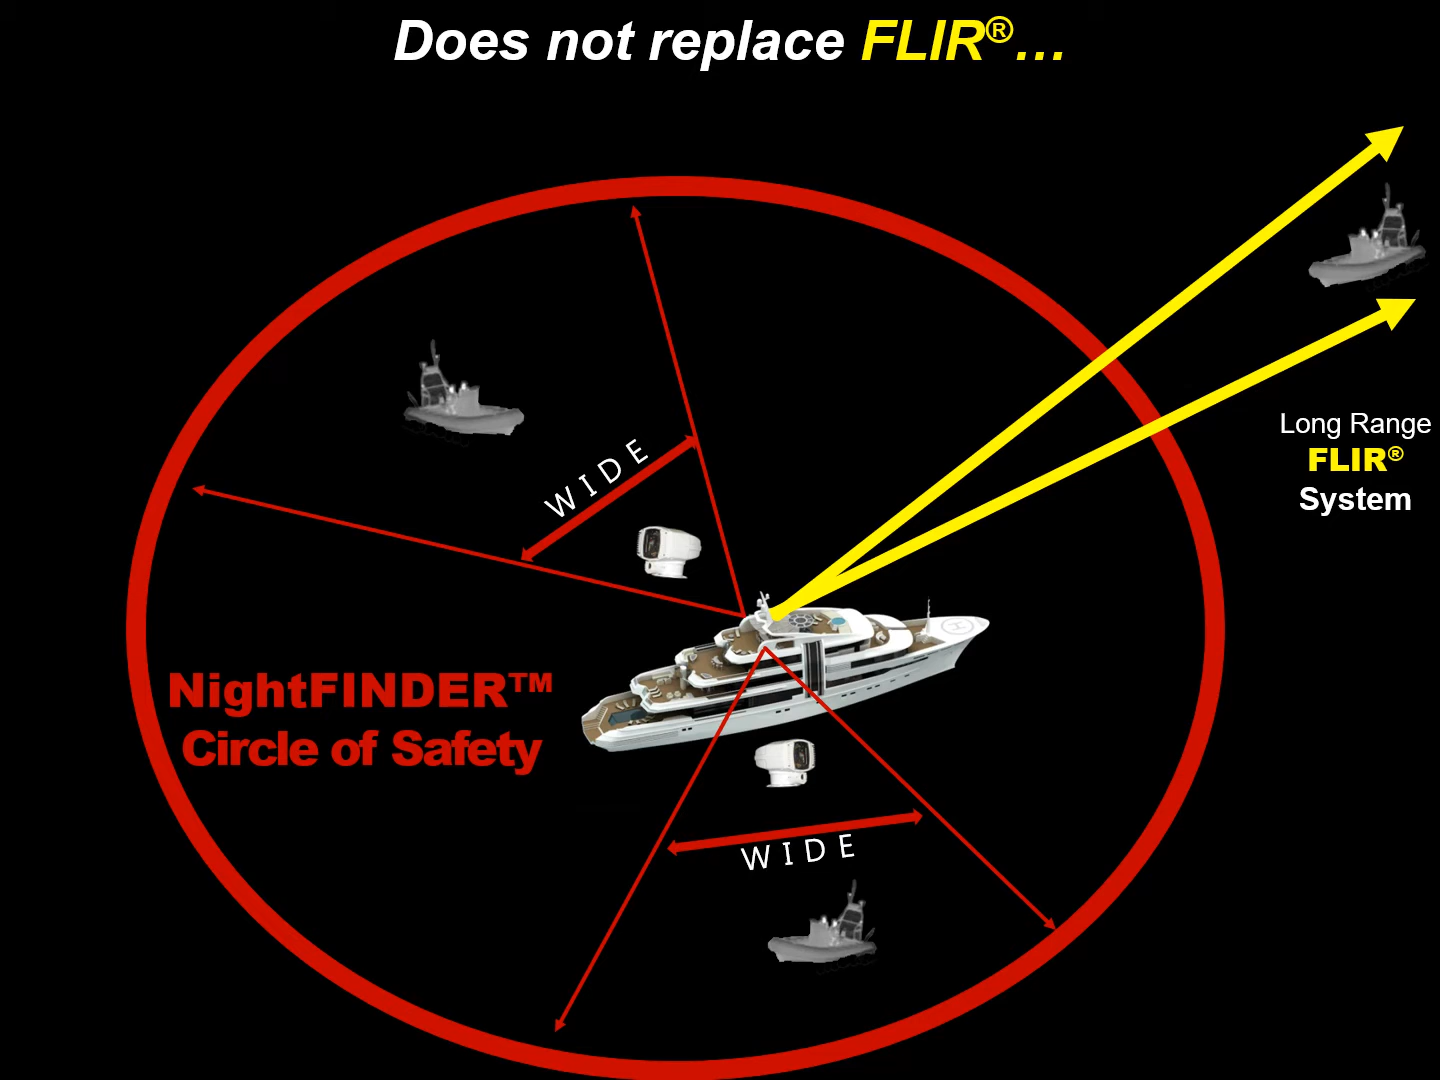 Does not replace FLIR®...
Long Range
FLIR®
System
WIDE
NightFINDER™
Circle of Safety
WIDE